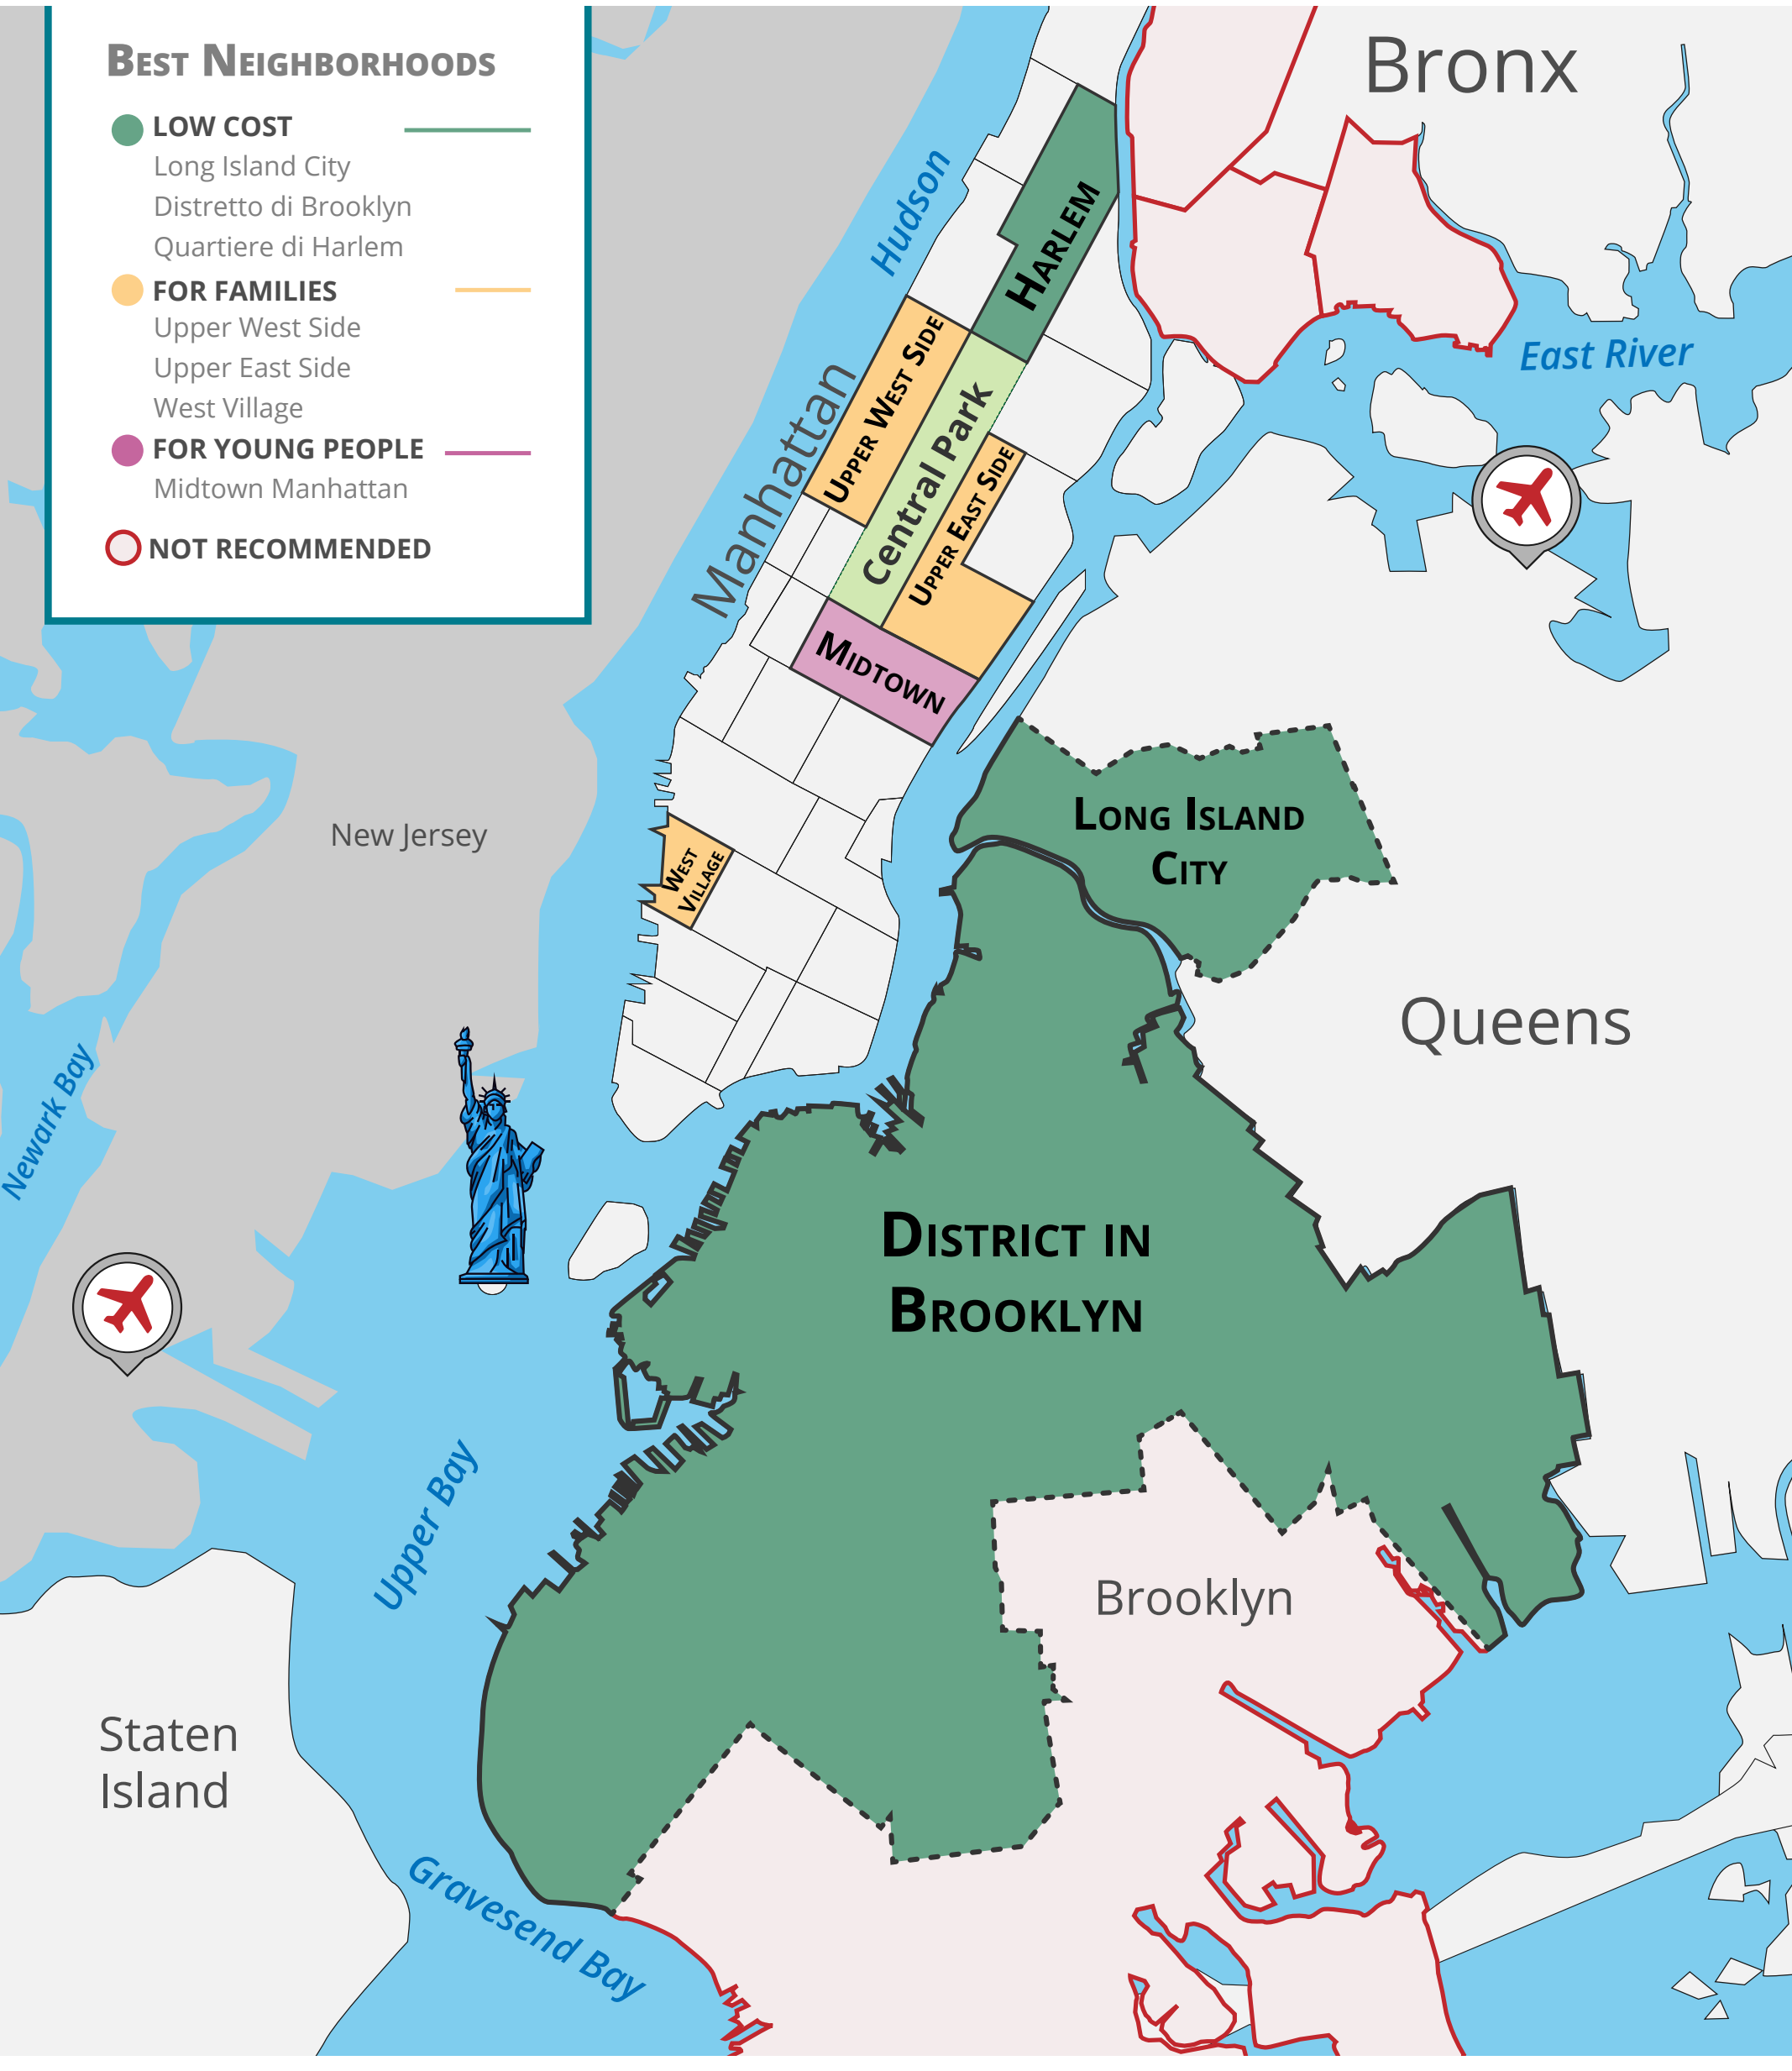 BEST NEIGHBORHOODS
LOW COST
Long Island City
Distretto di Brooklyn
Quartiere di Harlem
FOR FAMILIES
Upper West Side
Upper East Side
West Village
FOR YOUNG PEOPLE
Midtown Manhattan
NOT RECOMMENDED
Bronx
Hudson
HARLEM
East River
Manhattan
UPPER WEST SIDE
Central Park
UPPER EAST SIDE
MIDTOWN
New Jersey
LONG ISLAND
CITY
WEST
VILLAGE
Queens
Newark Bay
DISTRICT IN
BROOKLYN
Upper Bay
Brooklyn
Staten
Island
Gravesend Bay